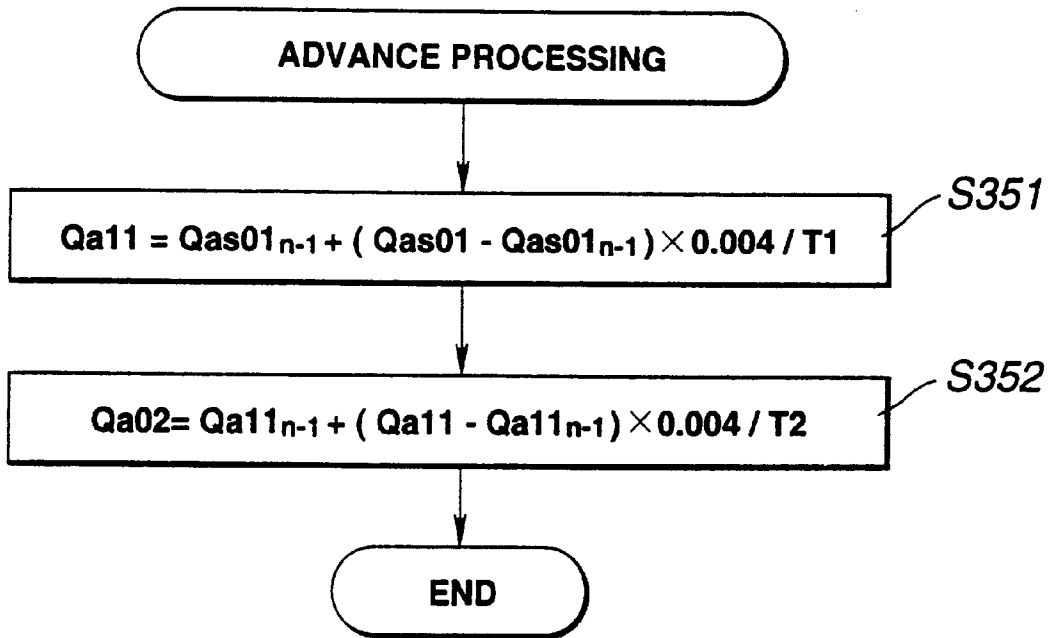 ADVANCE PROCESSING
S351
Qa11 = Qas01n-1 + ( Qas01 - Qas01n-1 ) × 0.004 / T1
S352
Qa02= Qa11n-1 + ( Qa11 - Qa11n-1 ) × 0.004 / T2
END